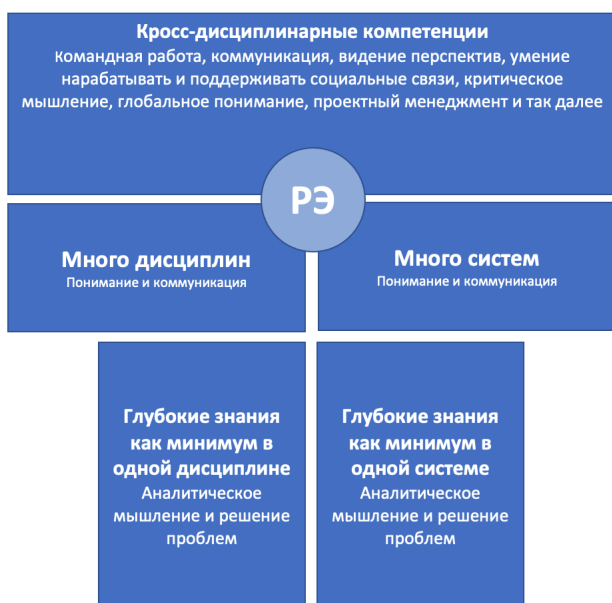 Кросс-дисциплинарные компетенции
Командная работа, коммуникация, видение перспектив, умение
нарабатывать и поддерживать социальные связи, критическое
мышление, глобальное понимание, проектный менеджмент и так далее
РЭ
Много дисциплин
Понимание и коммуникация
Много систем
Понимание и коммуникация
Глубокие знания
как минимум в
одной дисциплине
Аналитическое
мышление и решение
проблем
Глубокие знания
как минимум в
одной системе
Аналитическое
мышление и решение
проблем